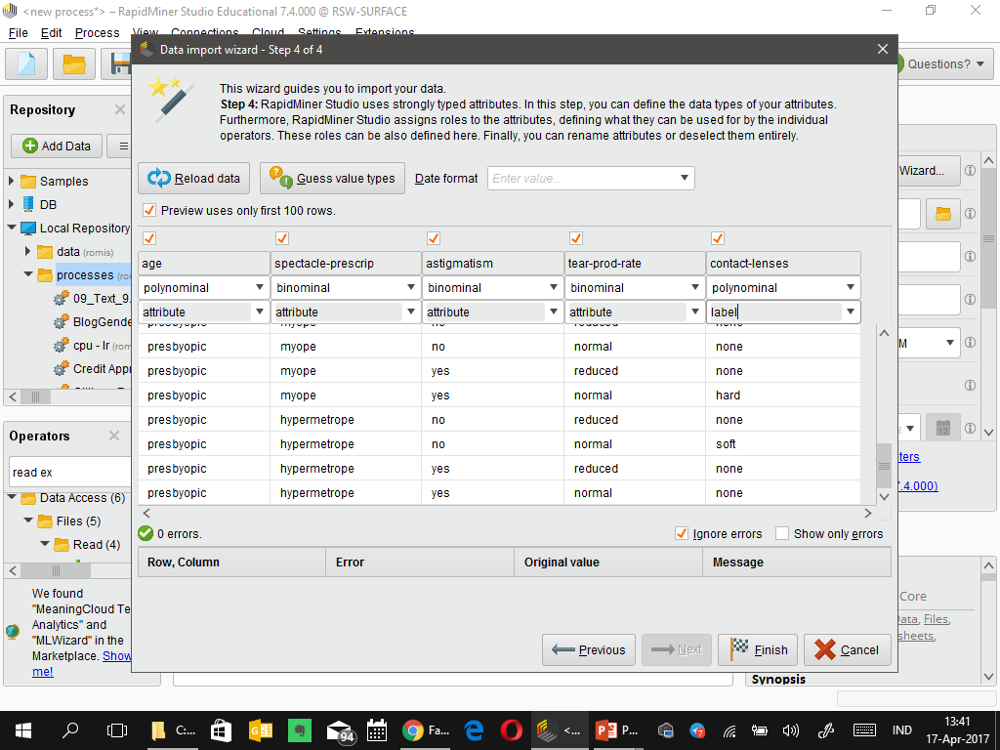 <new process*> – RapidMiner Studio Educational 7.4.000 @ RSW-SURFACE
File Edit Process View Connections Cloud Settings Extensions
Data import wizard - Step 4 of 4
Questions?
This wizard guides you to import your data.
Step 4: RapidMiner Studio uses strongly typed attributes. In this step, you can define the data types of your attributes.
Furthermore, RapidMiner Studio assigns roles to the attributes, defining what they can be used for by the individual
operators. These roles can be also defined here. Finally, you can rename attributes or deselect them entirely.
Repository
Add Data
Samples
DB
Local Repository
data (romis)
processes (ro
09_Text_9.
BlogGende
cpu - lr (rom
Credit Appr
Reload data Guess value types Date format Enter value...
Wizard...
Preview uses only first 100 rows.
age spectacle-prescrip astigmatism tear-prod-rate contact-lenses
polynominal binominal binominal binominal polynominal
attribute attribute attribute attribute label
presbyopic myope no reduced none
presbyopic myope no normal none
presbyopic myope yes reduced none
presbyopic myope yes normal hard
presbyopic hypermetrope no reduced none
presbyopic hypermetrope no normal soft
presbyopic hypermetrope yes reduced none
presbyopic hypermetrope yes normal none
M
12
ters
7.4.000)
Operators
read ex
Data Access (6)
Files (5)
Read (4)
0 errors. Ignore errors Show only errors
Row, Column Error Original value Message
We found
"MeaningCloud Te
Analytics" and
"MLWizard" in the
Marketplace. Show
me!
Core
Data, Files,
sheets,
Previous Next Finish Cancel
Synopsis
C:... 94 Fa... <... P... IND 13:41
17-Apr-2017